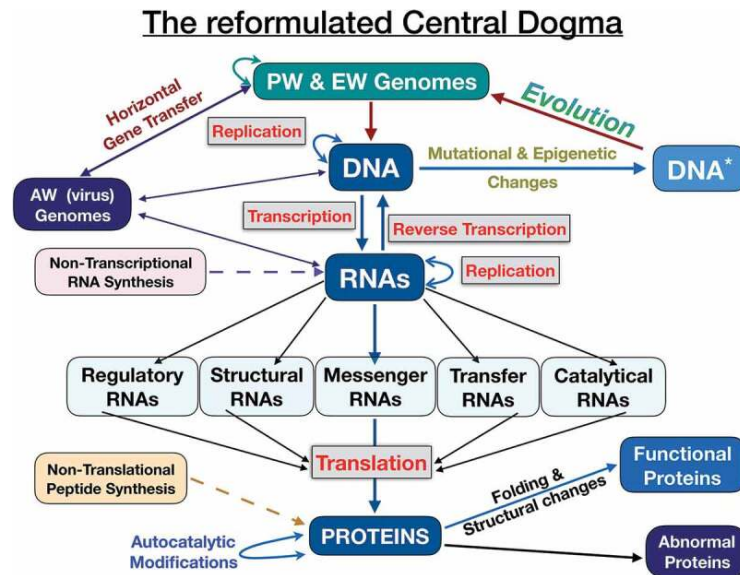 The reformulated Central Dogma
PW & EW Genomes
Horizontal
Gene Transfer
Evolution
Replication
DNA
Mutational & Epigenetic
Changes
DNA*
AW (virus)
Genomes
Transcription
Reverse Transcription
Non-Transcriptional
RNA Synthesis
RNAs
Replication
Regulatory
RNAs
Structural
RNAs
Messenger
RNAs
Transfer
RNAs
Catalytical
RNAs
Translation
Non-Translational
Peptide Synthesis
Folding &
Structural changes
Functional
Proteins
Autocatalytic
Modifications
PROTEINS
Abnormal
Proteins